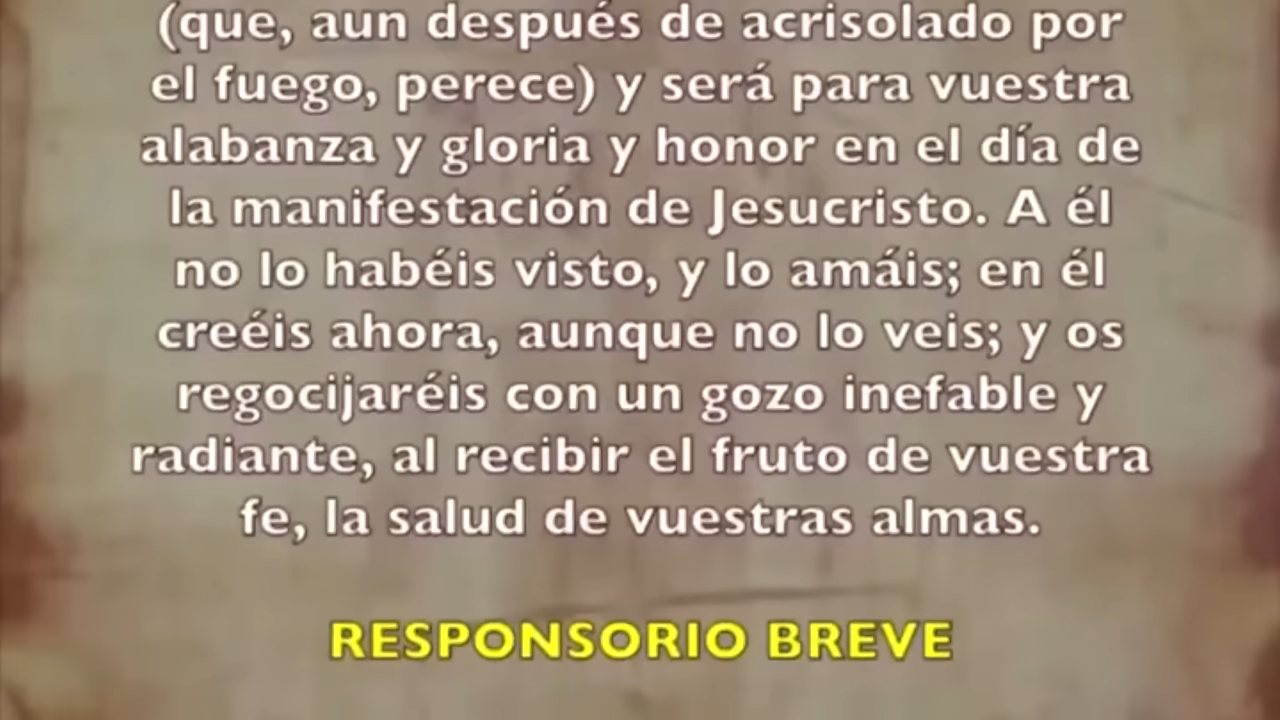 (que, aun después de acrisolado por
el fuego, perece) y será para vuestra
alabanza y gloria y honor en el día de
la manifestación de Jesucristo. A él
no lo habéis visto, y lo amáis; en él
creéis ahora, aunque no lo veis; y os
regocijaréis con un gozo inefable y
radiante, al recibir el fruto de vuestra
fe, la salud de vuestras almas.
RESPONSORIO BREVE